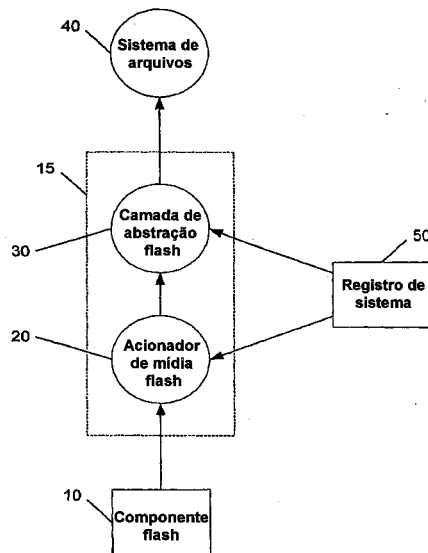 40
Sistema de
arquivos
15
Camada de
abstração
flash
30
50
Registro de
sistema
20
Acionador
de mídia
flash
10
Componente
flash